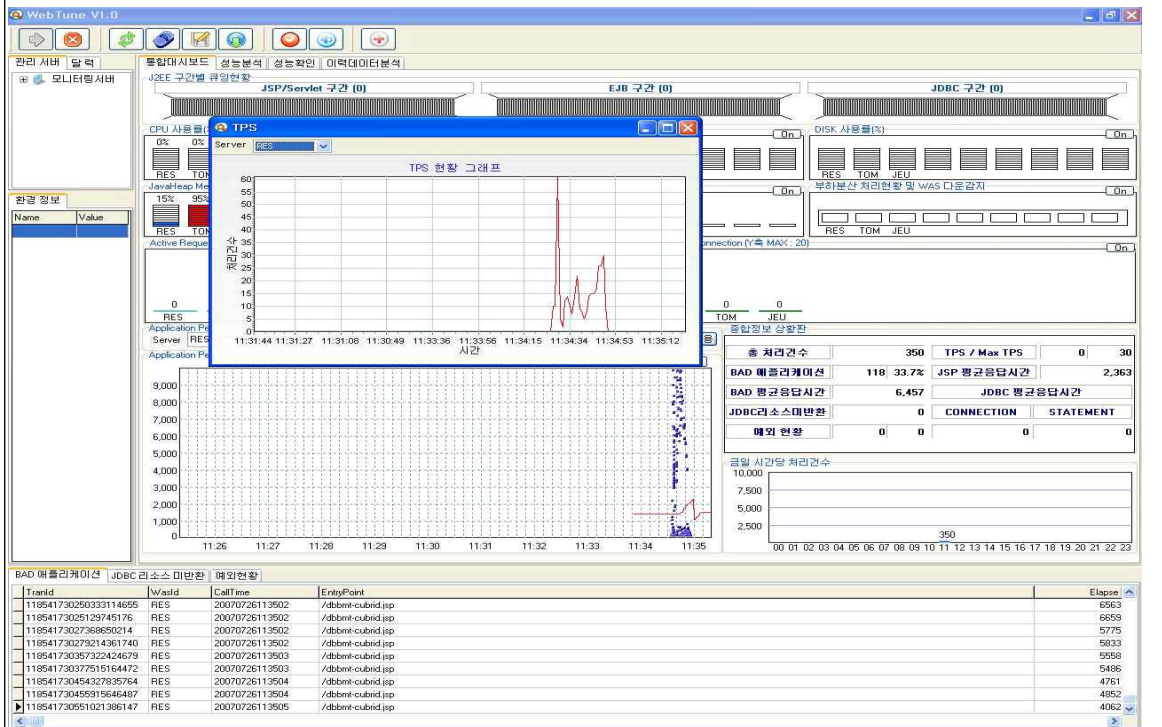 WebTune V1.0
관리 서버 달 력
모니터링서버
환경 정보
Name Value
통합대시보드 성능분석 성능확인 이력데이터분석
J2EE 구간별 큐잉현황
JSP/Servlet 구간 (0) EJB 구간 (0) JDBC 구간 (0)
CPU 사용률(
0% 0%
RES TOM
On
DISK 사용률(%)
On
RES TOM JEU
JavaHeap Me
15% 95%
RES TOM
On
부하분산 처리현황 및 WAS 다운감지
On
RES TOM JEU
Active Reque
0
RES
nnection (Y축 MAX : 20)
On
0 0
TOM JEU
TPS
Server RES
TPS 현황 그래프
처리건수
60
55
50
45
40
35
30
25
20
15
10
5
0
11:31:44 11:31:27 11:31:08 11:30:49 11:33:36 11:33:56 11:34:15 11:34:34 11:34:53 11:35:12
시간
Application Pe
Server RES
용
Application Pe
9,000
8,000
7,000
6,000
5,000
4,000
3,000
2,000
1,000
0
11:26 11:27 11:28 11:29 11:30 11:31 11:32 11:33 11:34 11:35
종합정보 상황판
총 처리건수 350 TPS / Max TPS 0 30
BAD 애플리케이션 118 33.7% JSP 평균응답시간 2,363
BAD 평균응답시간 6,457 JDBC 평균응답시간
JDBC리소스미반환 0 CONNECTION STATEMENT
예외 현황 0 0 0 0
금일 시간당 처리건수
10,000
7,500
5,000
2,500
350
00 01 02 03 04 05 06 07 08 09 10 11 12 13 14 15 16 17 18 19 20 21 22 23
BAD 애플리케이션 JDBC 리소스 미반환 예외현황
TranId WasId CallTime EntryPoint Elapse
118541730250333114655 RES 20070726113502 /dbbmt-cubrid.jsp 6563
11854173025129745176 RES 20070726113502 /dbbmt-cubrid.jsp 6659
11854173027368650214 RES 20070726113502 /dbbmt-cubrid.jsp 5775
118541730279214361740 RES 20070726113502 /dbbmt-cubrid.jsp 5833
118541730357322424679 RES 20070726113503 /dbbmt-cubrid.jsp 5558
118541730377515164472 RES 20070726113503 /dbbmt-cubrid.jsp 5486
118541730454327835764 RES 20070726113504 /dbbmt-cubrid.jsp 4761
118541730455915646487 RES 20070726113504 /dbbmt-cubrid.jsp 4852
118541730551021386147 RES 20070726113505 /dbbmt-cubrid.jsp 4062